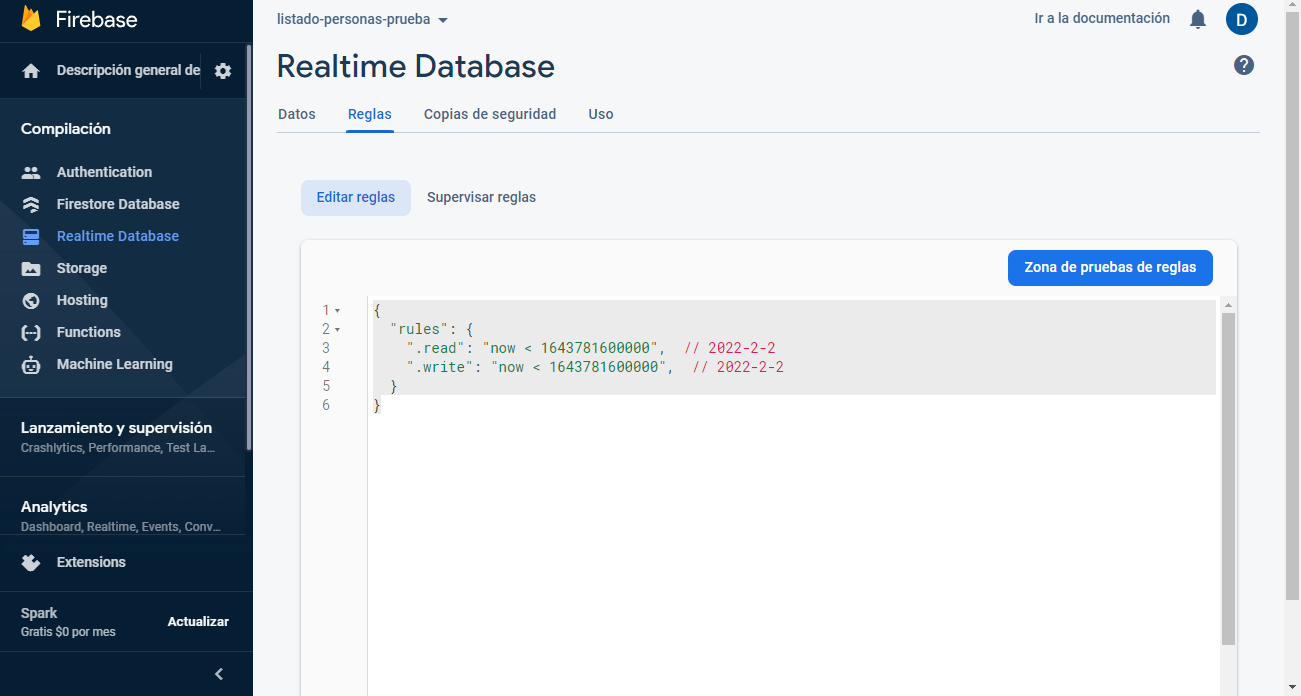 Firebase
Descripción general de
Compilación
Authentication
Firestore Database
Realtime Database
Storage
Hosting
Functions
Machine Learning
Lanzamiento y supervisión
Crashlytics, Performance, Test La...
Analytics
Dashboard, Realtime, Events, Conv...
Extensions
Spark
Gratis $0 por mes
Actualizar
listado-personas-prueba
Ir a la documentación
D
Realtime Database
?
Datos
Reglas
Copias de seguridad
Uso
Editar reglas
Supervisar reglas
Zona de pruebas de reglas
1 {
2 "rules": {
3 ".read": "now < 1643781600000", // 2022-2-2
4 ".write": "now < 1643781600000", // 2022-2-2
5 }
6 }